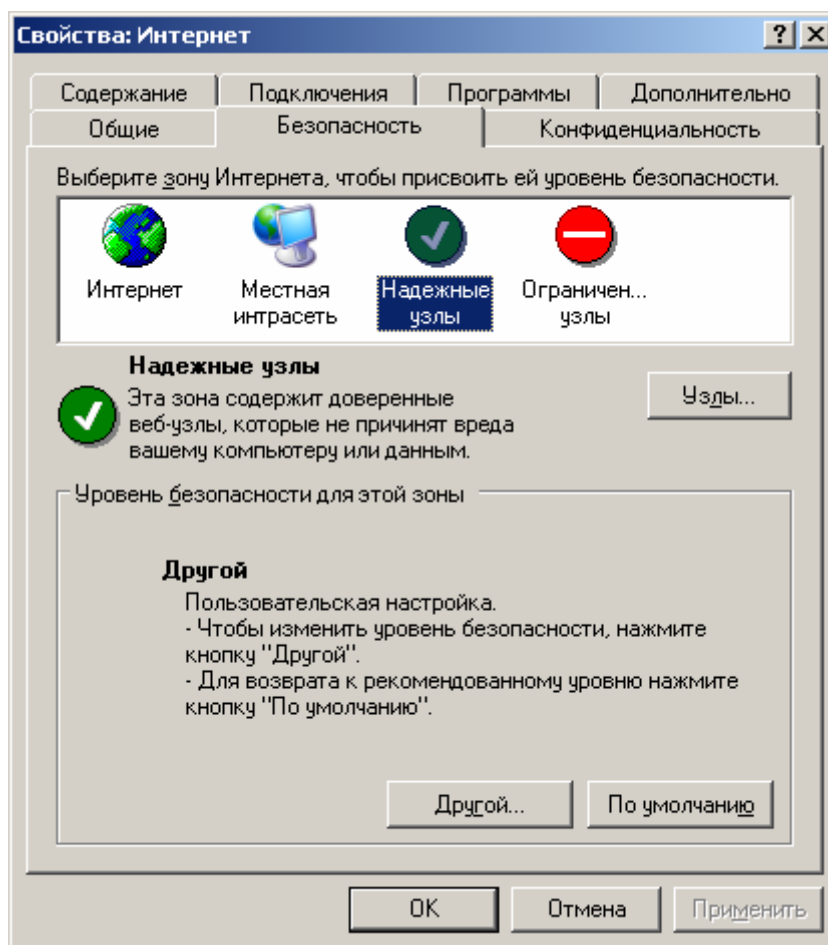 Свойства: Интернет
Содержание Подключения Программы Дополнительно
Общие Безопасность Конфиденциальность
Выберите зону Интернета, чтобы присвоить ей уровень безопасности.
Интернет Местная интрасеть Надежные узлы Ограничен... узлы
Надежные узлы
Эта зона содержит доверенные
веб-узлы, которые не причинят вреда
вашему компьютеру или данным.
Узлы...
Уровень безопасности для этой зоны
Другой
Пользовательская настройка.
- Чтобы изменить уровень безопасности, нажмите
кнопку "Другой".
- Для возврата к рекомендованному уровню нажмите
кнопку "По умолчанию".
Другой... По умолчанию
OK Отмена Применить